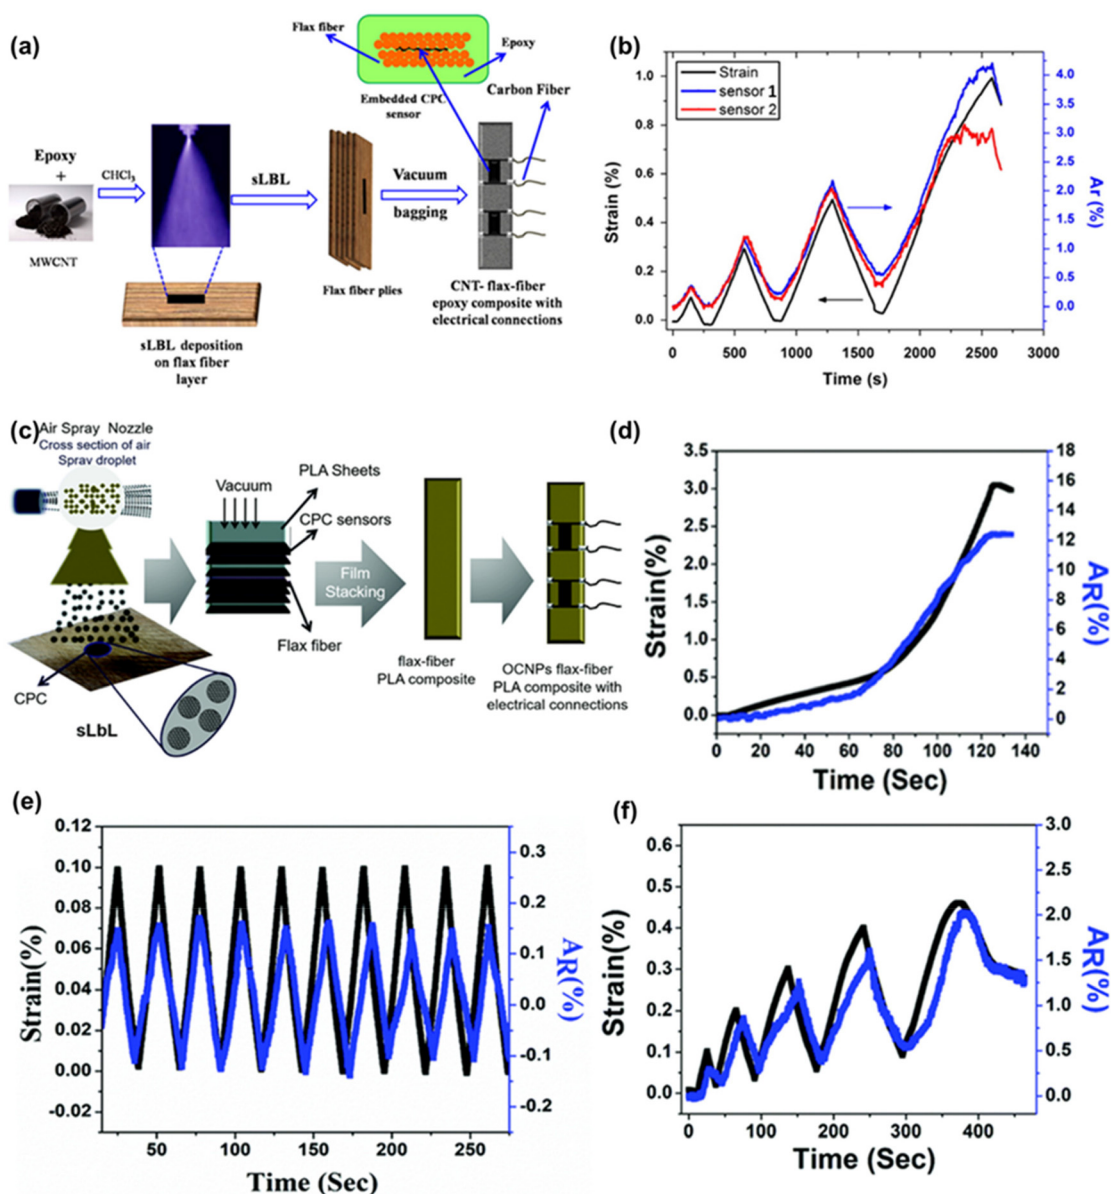 (a)
Flax fiber
Epoxy
Embedded CPC
sensor
Carbon Fiber
Epoxy
+
MWCNT
CHCl3
sLBL
Vacuum
bagging
Flax fiber plies
CNT- flax-fiber
epoxy composite with
electrical connections
sLBL deposition
on flax fiber
layer
(b)
Strain
sensor 1
sensor 2
Strain (%)
1.0
0.8
0.6
0.4
0.2
0.0
4.0
3.0
2.0
1.5
1.0
0.5
0.0
Ar (%)
0 500 1000 1500 2000 2500 3000
Time (s)
(c)
Air Spray Nozzle
Cross section of air
Spray droplet
Vacuum
PLA Sheets
CPC sensors
Film
Stacking
Flax fiber
CPC
sLbL
flax-fiber
PLA composite
OCNPs flax-fiber
PLA composite with
electrical connections
(d)
Strain(%)
3.5
3.0
2.5
2.0
1.5
1.0
0.5
0.0
18
16
14
12
10
8
6
4
2
0
AR(%)
0 20 40 60 80 100 120 140
Time (Sec)
(e)
Strain(%)
0.12
0.10
0.08
0.06
0.04
0.02
0.00
-0.02
0.3
0.2
0.1
0.0
-0.1
-0.2
AR(%)
50 100 150 200 250
Time (Sec)
(f)
Strain(%)
0.6
0.5
0.4
0.3
0.2
0.1
0.0
3.0
2.5
2.0
1.5
1.0
0.5
0.0
AR(%)
0 100 200 300 400
Time (Sec)